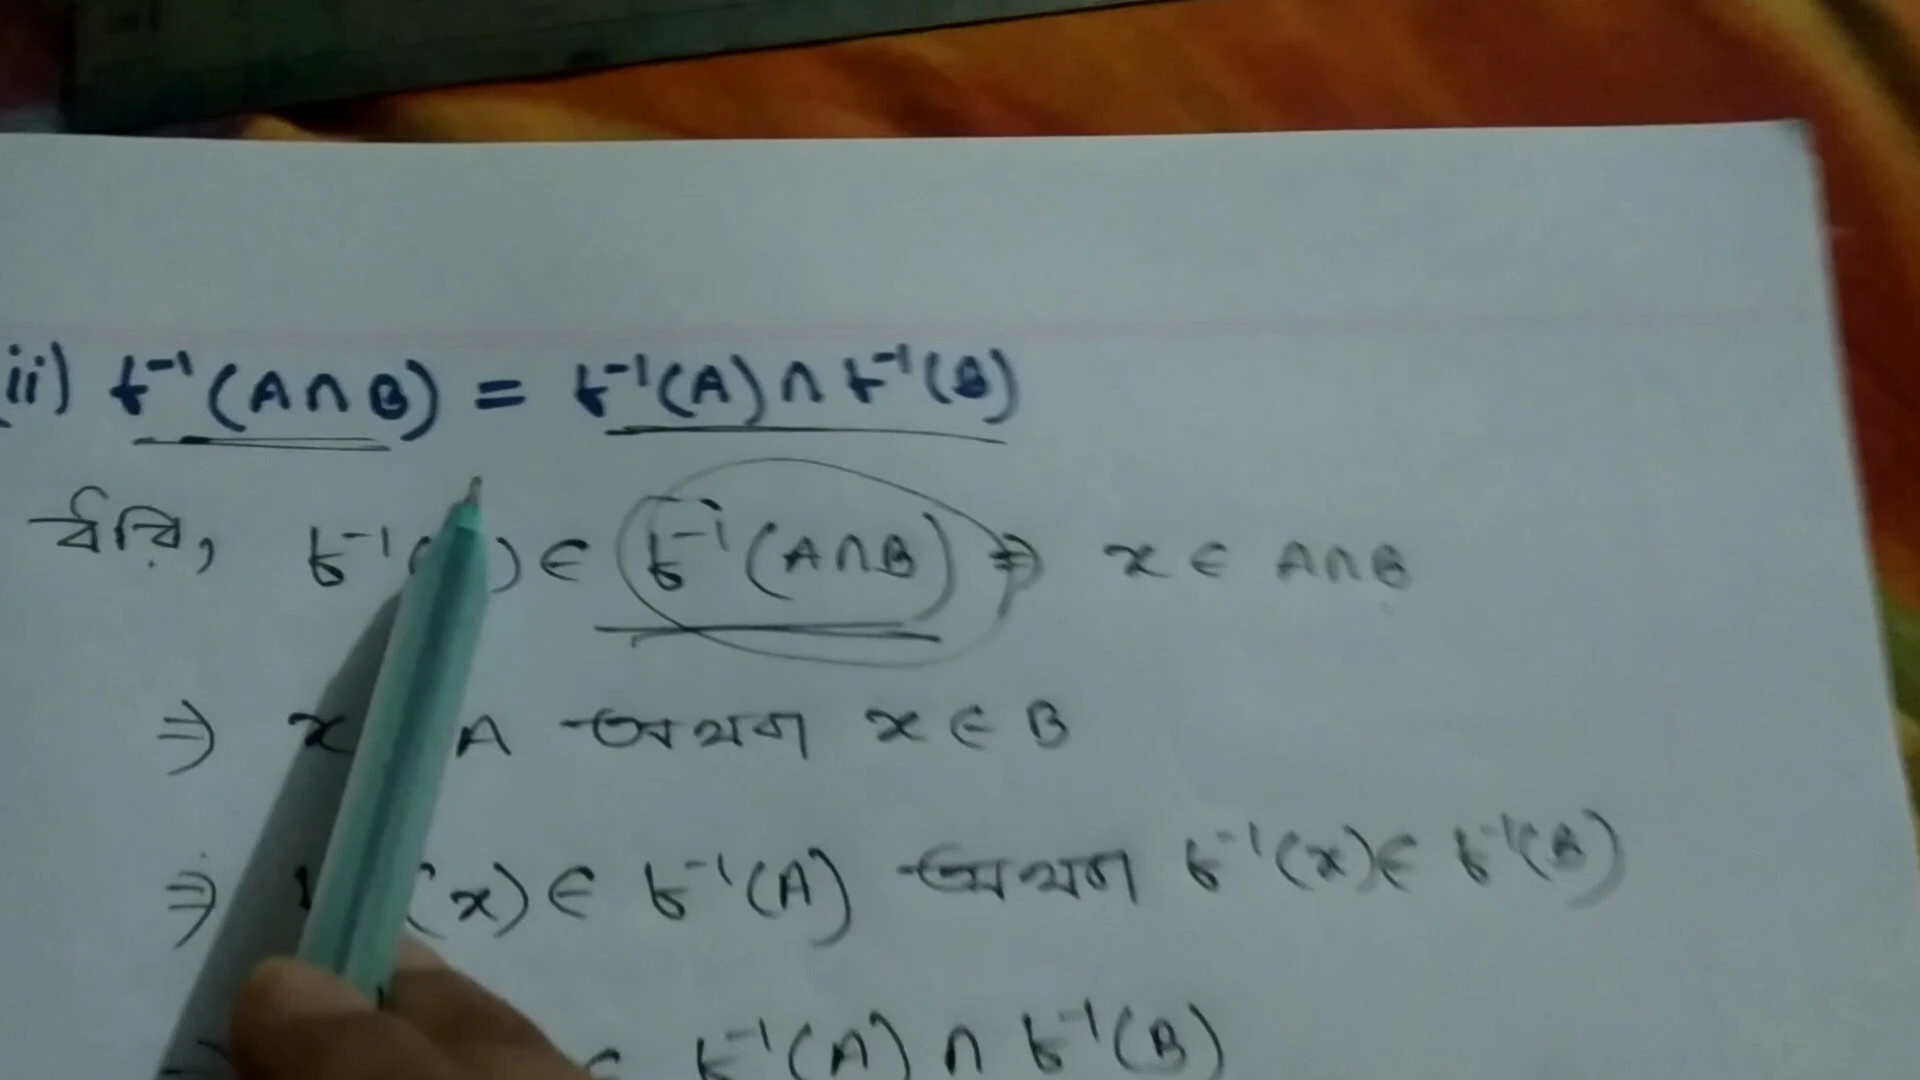 ii) f⁻¹(A∩B) = f⁻¹(A)∩f⁻¹(B)
ধরি, f⁻¹( ) ∈ f⁻¹(A∩B) ⇒ x ∈ A∩B
⇒ x A অথবা x ∈ B
⇒ (x) ∈ f⁻¹(A) অথবা f⁻¹(x) ∈ f⁻¹(B)
∈ f⁻¹(A) ∩ f⁻¹(B)